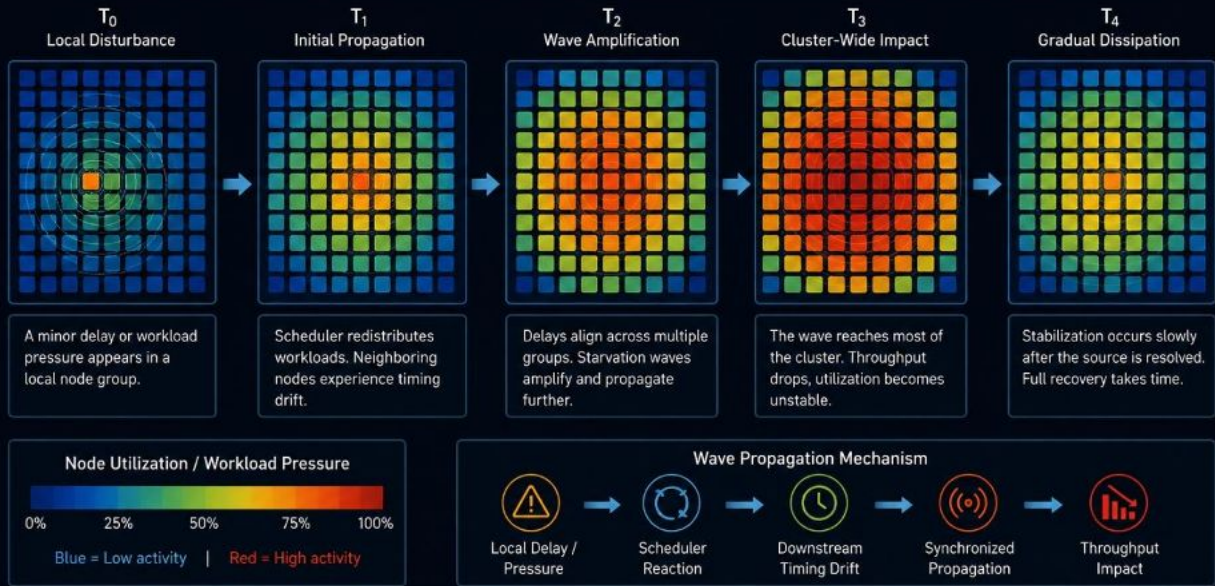 T₀
Local Disturbance
T₁
Initial Propagation
T₂
Wave Amplification
T₃
Cluster-Wide Impact
T₄
Gradual Dissipation
A minor delay or workload
pressure appears in a
local node group.
Scheduler redistributes
workloads. Neighboring
nodes experience timing
drift.
Delays align across multiple
groups. Starvation waves
amplify and propagate
further.
The wave reaches most of
the cluster. Throughput
drops, utilization becomes
unstable.
Stabilization occurs slowly
after the source is resolved.
Full recovery takes time.
Node Utilization / Workload Pressure
0% 25% 50% 75% 100%
Blue = Low activity | Red = High activity
Wave Propagation Mechanism
Local Delay /
Pressure
Scheduler
Reaction
Downstream
Timing Drift
Synchronized
Propagation
Throughput
Impact